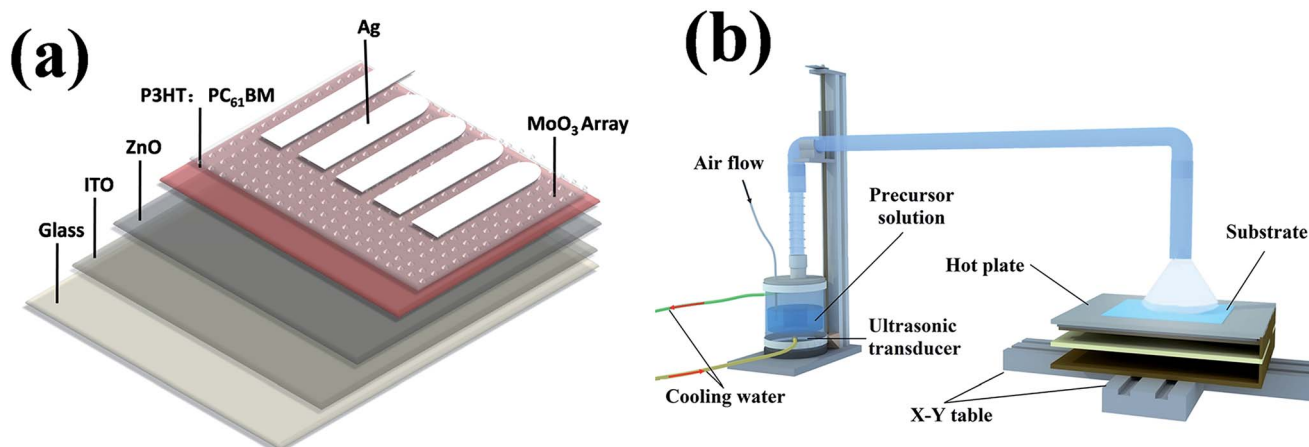 (a)
Ag
P3HT: PC₆₁BM
MoO₃ Array
ZnO
ITO
Glass
(b)
Air flow
Precursor
solution
Substrate
Hot plate
Ultrasonic
transducer
Cooling water
X-Y table